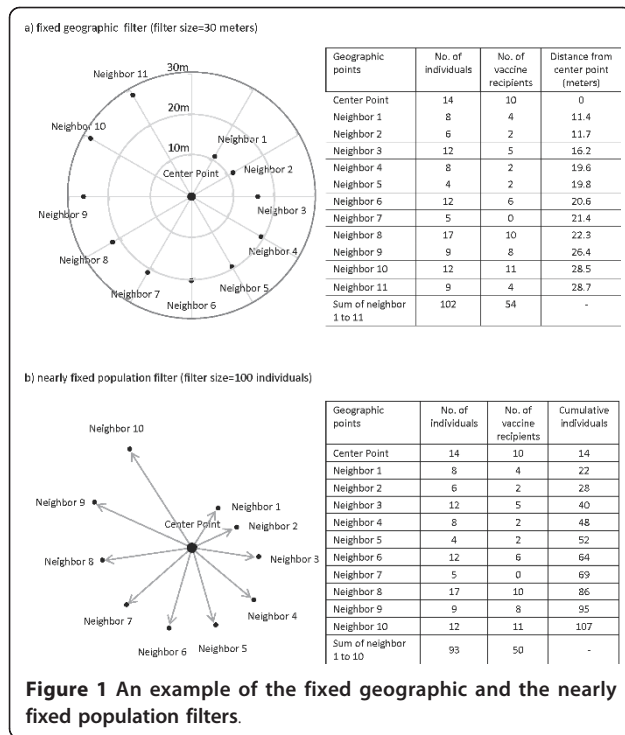 a) fixed geographic filter (filter size=30 meters)
30m
20m
10m
Neighbor 11
Neighbor 10
Neighbor 1
Center Point
Neighbor 2
Neighbor 9
Neighbor 3
Neighbor 8
Neighbor 4
Neighbor 7
Neighbor 5
Neighbor 6
Geographic points No. of individuals No. of vaccine recipients Distance from center point (meters)
Center Point 14 10 0
Neighbor 1 8 4 11.4
Neighbor 2 6 2 11.7
Neighbor 3 12 5 16.2
Neighbor 4 8 2 19.6
Neighbor 5 4 2 19.8
Neighbor 6 12 6 20.6
Neighbor 7 5 0 21.4
Neighbor 8 17 10 22.3
Neighbor 9 9 8 26.4
Neighbor 10 12 11 28.5
Neighbor 11 9 4 28.7
Sum of neighbor 1 to 11 102 54 -
b) nearly fixed population filter (filter size=100 individuals)
Neighbor 10
Neighbor 9
Neighbor 1
Center Point
Neighbor 2
Neighbor 8
Neighbor 3
Neighbor 7
Neighbor 4
Neighbor 6
Neighbor 5
Geographic points No. of individuals No. of vaccine recipients Cumulative individuals
Center Point 14 10 14
Neighbor 1 8 4 22
Neighbor 2 6 2 28
Neighbor 3 12 5 40
Neighbor 4 8 2 48
Neighbor 5 4 2 52
Neighbor 6 12 6 64
Neighbor 7 5 0 69
Neighbor 8 17 10 86
Neighbor 9 9 8 95
Neighbor 10 12 11 107
Sum of neighbor 1 to 10 93 50 -
Figure 1 An example of the fixed geographic and the nearly
fixed population filters.